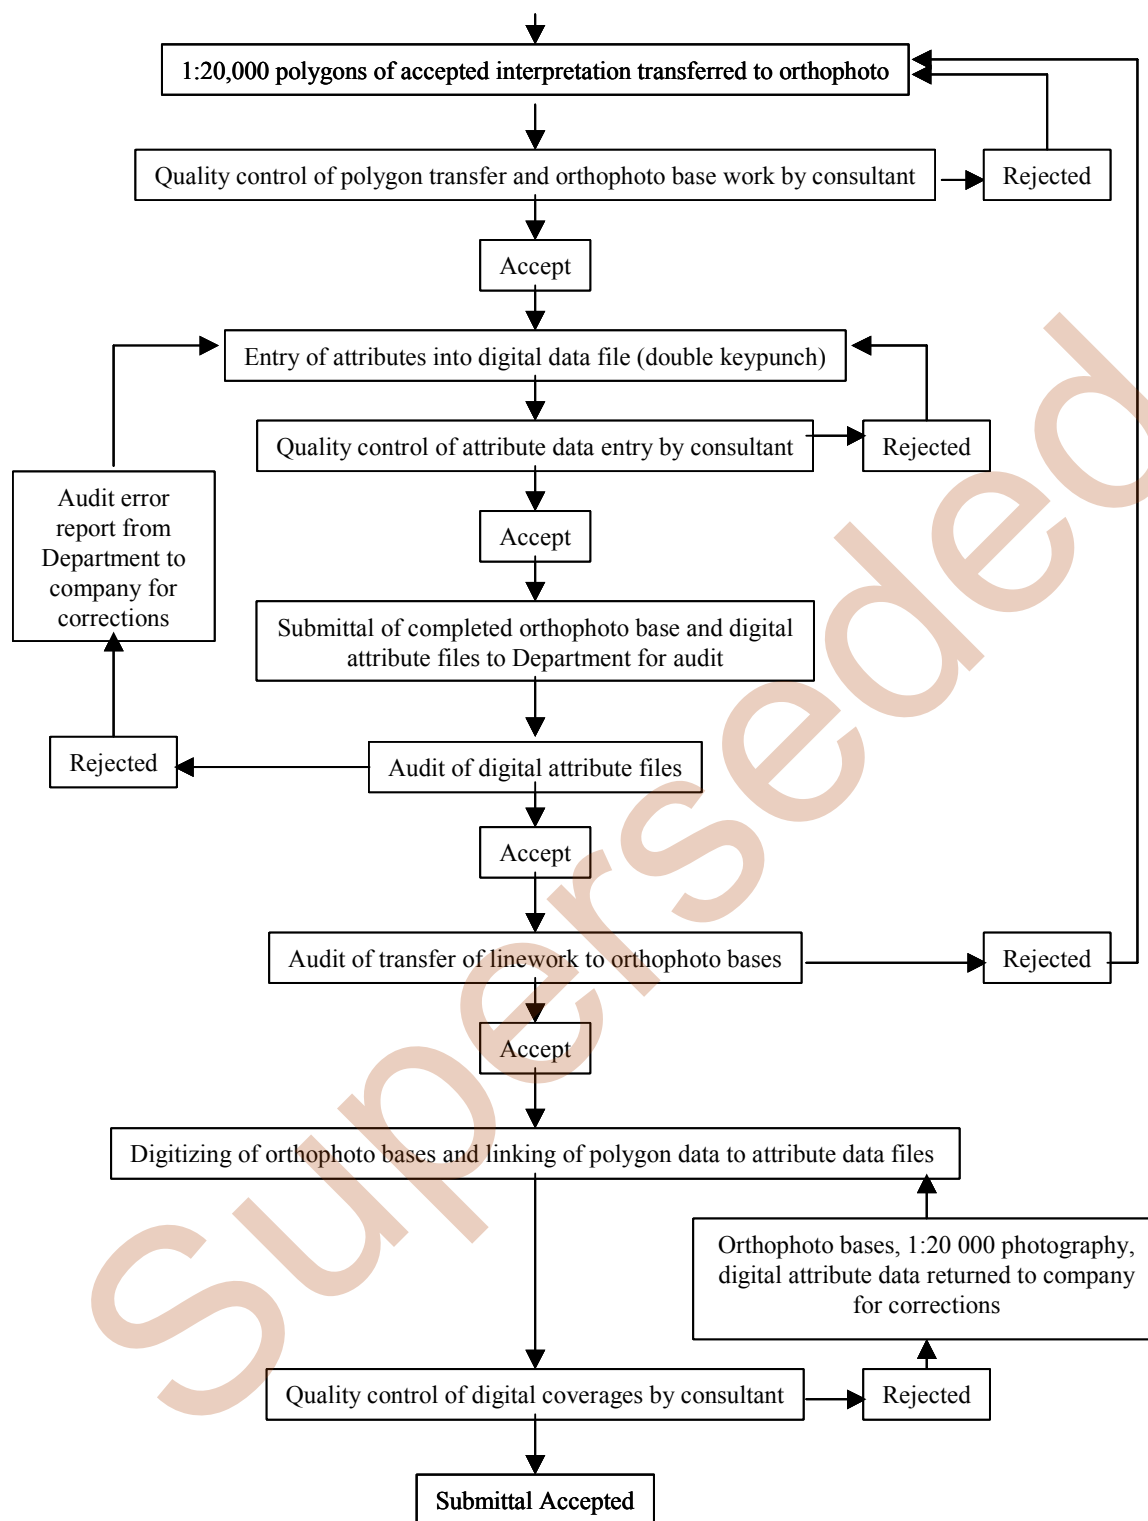 1:20,000 polygons of accepted interpretation transferred to orthophoto
Quality control of polygon transfer and orthophoto base work by consultant
Rejected
Accept
Entry of attributes into digital data file (double keypunch)
Quality control of attribute data entry by consultant
Rejected
Audit error
report from
Department to
company for
corrections
Accept
Submittal of completed orthophoto base and digital
attribute files to Department for audit
Rejected
Audit of digital attribute files
Accept
Audit of transfer of linework to orthophoto bases
Rejected
Accept
Digitizing of orthophoto bases and linking of polygon data to attribute data files
Orthophoto bases, 1:20 000 photography,
digital attribute data returned to company
for corrections
Quality control of digital coverages by consultant
Rejected
Submittal Accepted
Superseded